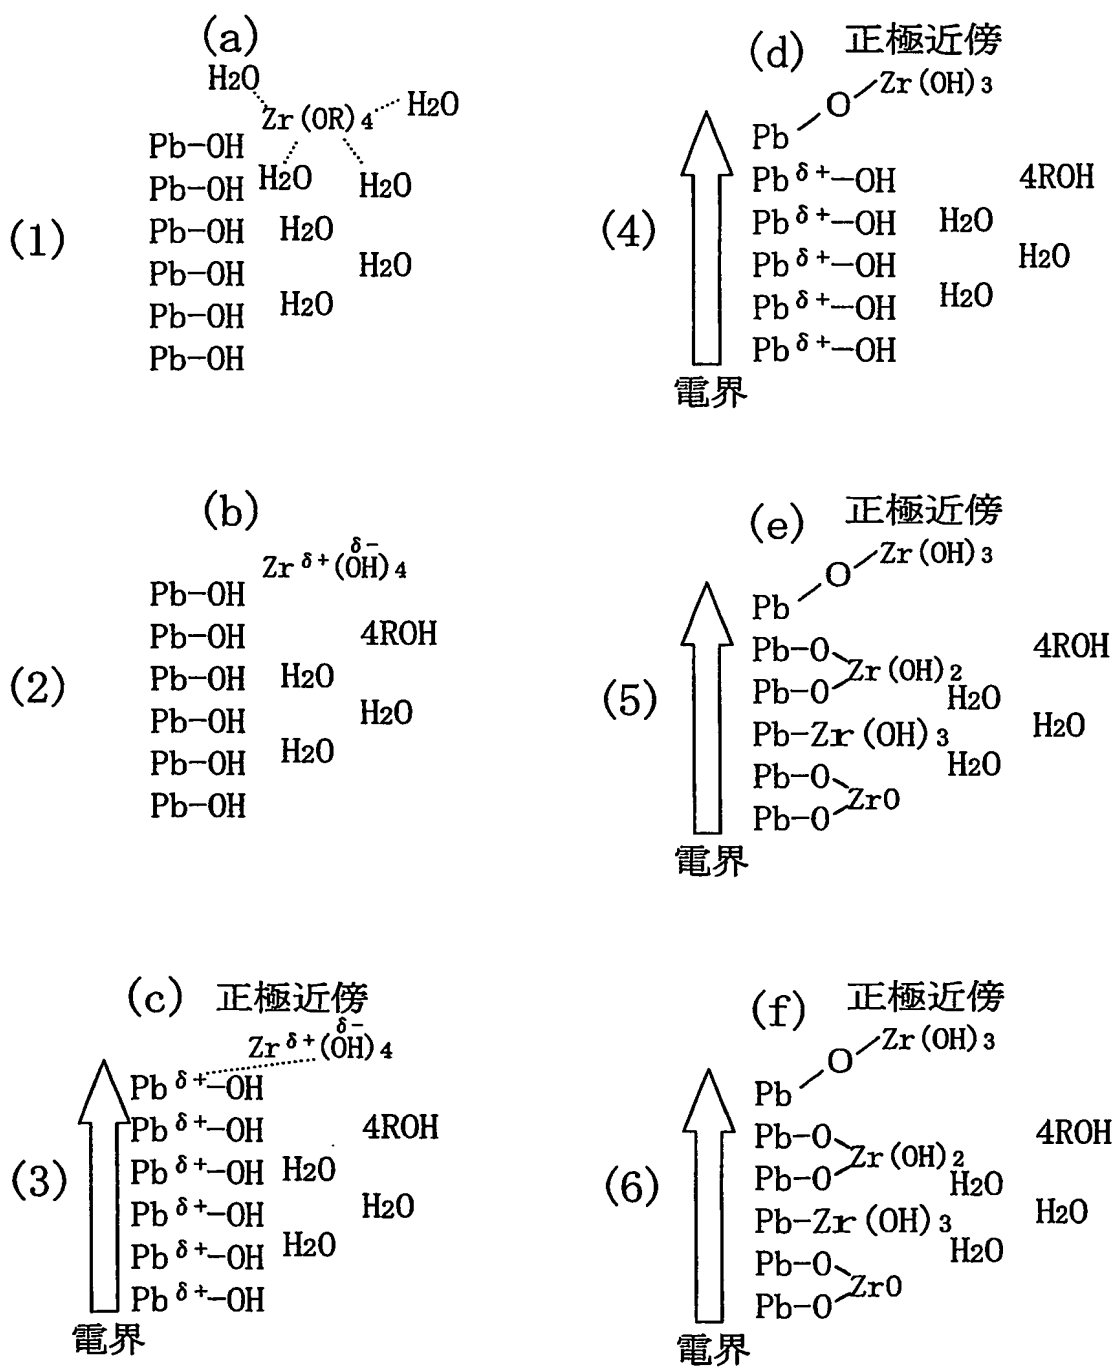 (a)
H2O
Zr(OR)4
H2O
Pb-OH
Pb-OH
H2O
H2O
(1)
Pb-OH
H2O
Pb-OH
H2O
Pb-OH
H2O
Pb-OH
(b)
Zr δ+(OH)4 δ-
Pb-OH
Pb-OH
4ROH
(2)
Pb-OH
H2O
Pb-OH
H2O
Pb-OH
H2O
Pb-OH
(c) 正極近傍
Zr δ+(OH)4 δ-
Pb δ+-OH
Pb δ+-OH
4ROH
(3)
Pb δ+-OH
H2O
Pb δ+-OH
H2O
Pb δ+-OH
H2O
Pb δ+-OH
電界
(d) 正極近傍
O
Zr(OH)3
Pb
Pb δ+-OH
4ROH
(4)
Pb δ+-OH
H2O
Pb δ+-OH
H2O
Pb δ+-OH
H2O
Pb δ+-OH
電界
(e) 正極近傍
O
Zr(OH)3
Pb
Pb-O
4ROH
Zr(OH)2
(5)
Pb-O
H2O
Pb-Zr(OH)3
H2O
Pb-O
H2O
ZrO
Pb-O
電界
(f) 正極近傍
O
Zr(OH)3
Pb
Pb-O
4ROH
Zr(OH)2
(6)
Pb-O
H2O
Pb-Zr(OH)3
H2O
Pb-O
H2O
ZrO
Pb-O
電界